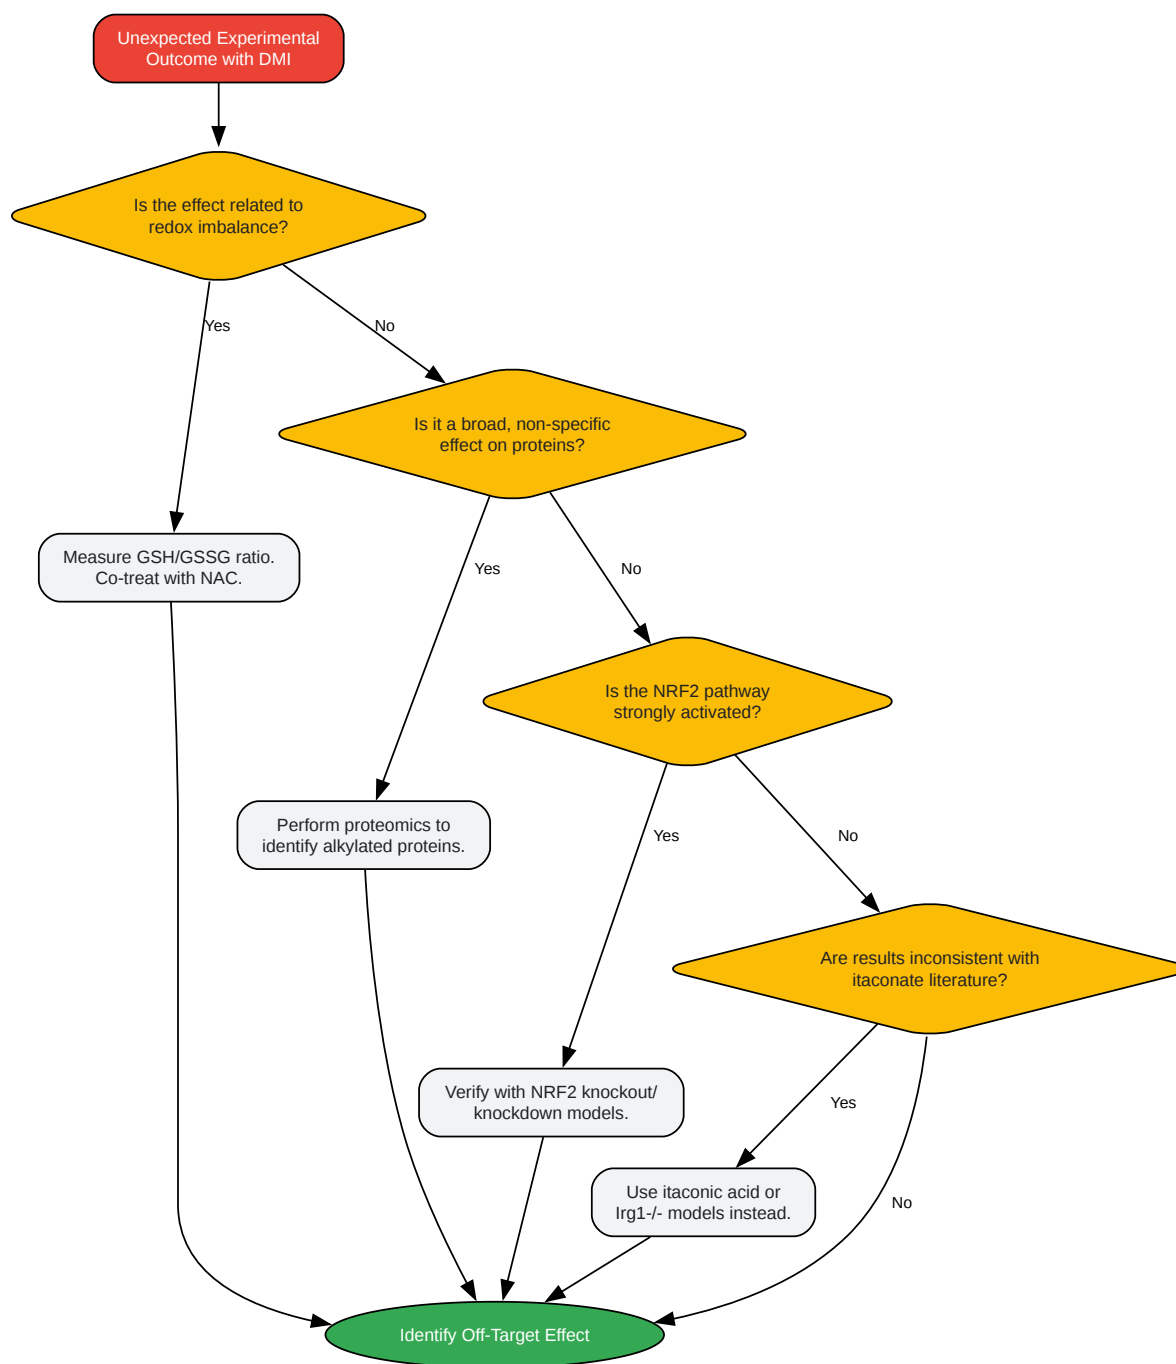 Unexpected Experimental
Outcome with DMI
Is the effect related to
redox imbalance?
Yes
No
Is it a broad, non-specific
effect on proteins?
Measure GSH/GSSG ratio.
Co-treat with NAC.
Yes
No
Is the NRF2 pathway
strongly activated?
Perform proteomics to
identify alkylated proteins.
Yes
No
Are results inconsistent with
itaconate literature?
Verify with NRF2 knockout/
knockdown models.
Yes
Use itaconic acid or
Irg1-/- models instead.
No
Identify Off-Target Effect